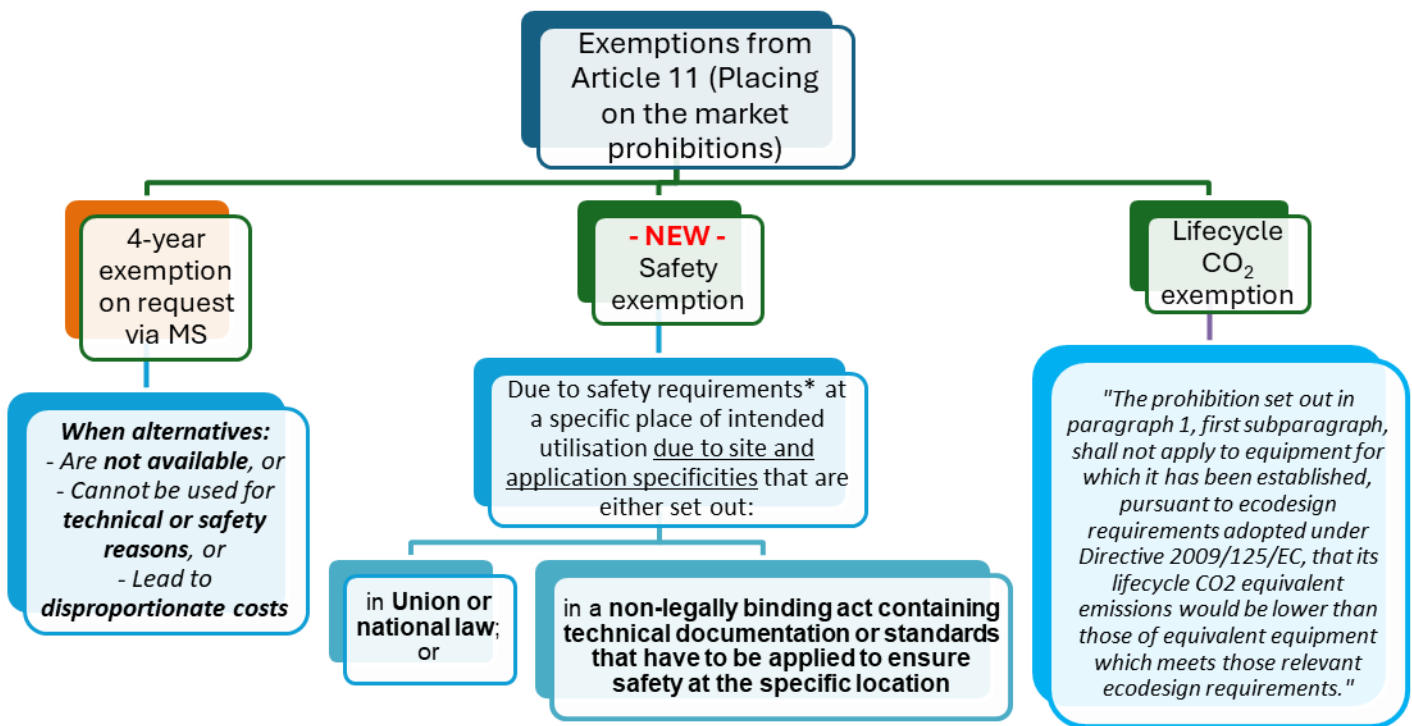 Exemptions from
Article 11 (Placing
on the market
prohibitions)
4-year
exemption
on request
via MS
- NEW -
Safety
exemption
Lifecycle
CO₂
exemption
When alternatives:
- Are not available, or
- Cannot be used for
technical or safety
reasons, or
- Lead to
disproportionate costs
Due to safety requirements* at
a specific place of intended
utilisation due to site and
application specificities that are
either set out:
in Union or
national law;
or
in a non-legally binding act containing
technical documentation or standards
that have to be applied to ensure
safety at the specific location
"The prohibition set out in
paragraph 1, first subparagraph,
shall not apply to equipment for
which it has been established,
pursuant to ecodesign
requirements adopted under
Directive 2009/125/EC, that its
lifecycle CO2 equivalent
emissions would be lower than
those of equivalent equipment
which meets those relevant
ecodesign requirements."